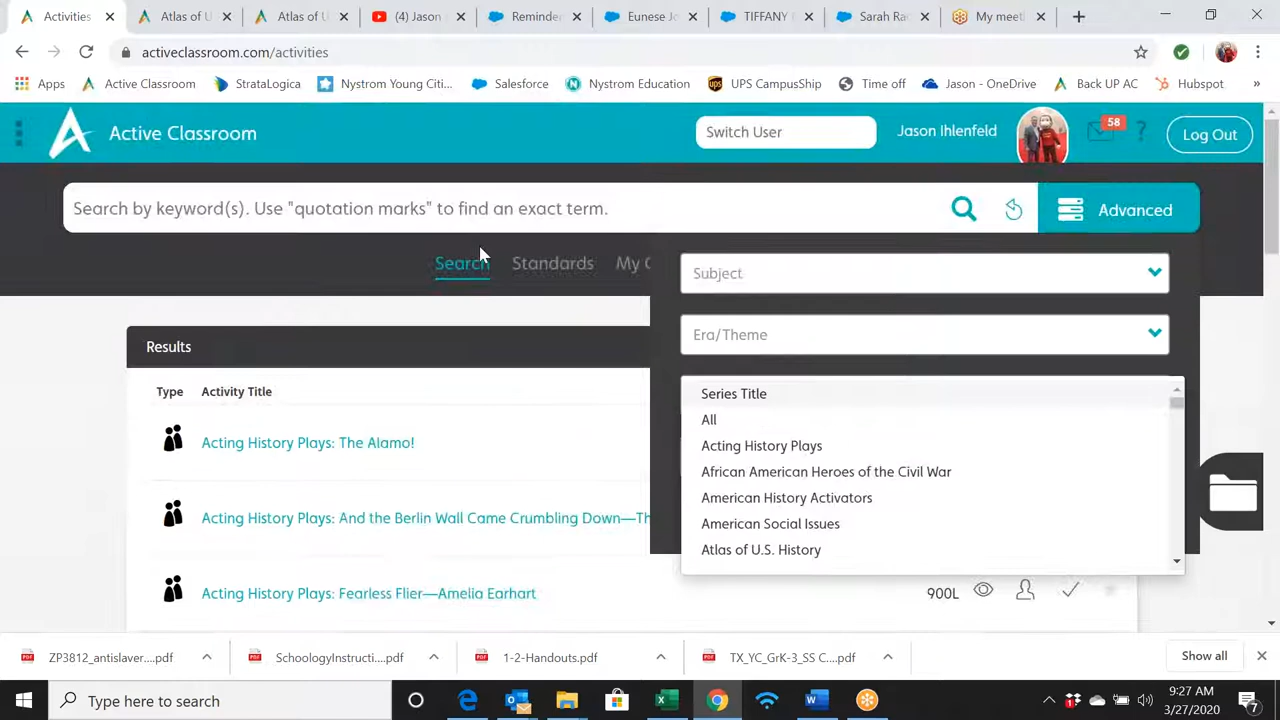 Activities
Atlas of U
Atlas of U
(4) Jason
Reminder
Eunese Jo
TIFFANY
Sarah Ra
My meet
activeclassroom.com/activities
Apps
Active Classroom
StrataLogica
Nystrom Young Citi...
Salesforce
Nystrom Education
UPS CampusShip
Time off
Jason - OneDrive
Back UP AC
Hubspot
»
Active Classroom
Switch User
Jason Ihlenfeld
58
?
Log Out
Search by keyword(s). Use "quotation marks" to find an exact term.
Advanced
Search
Standards
My C
Subject
Era/Theme
Results
Type
Activity Title
Series Title
All
Acting History Plays
African American Heroes of the Civil War
American History Activators
American Social Issues
Atlas of U.S. History
Acting History Plays: The Alamo!
Acting History Plays: And the Berlin Wall Came Crumbling Down—Th
Acting History Plays: Fearless Flier—Amelia Earhart
900L
ZP3812_antislaver....pdf
SchoologyInstructi....pdf
1-2-Handouts.pdf
TX_YC_GrK-3_SS C....pdf
Show all
Type here to search
9:27 AM
3/27/2020
7